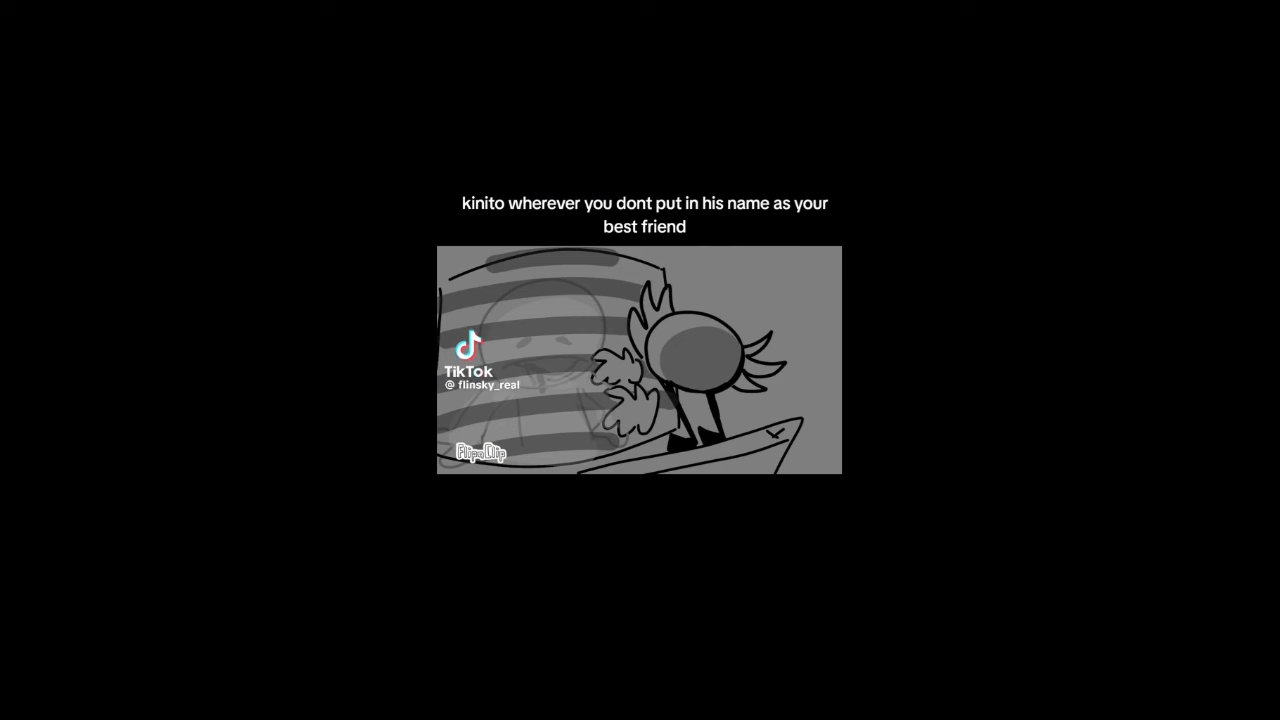 kinito wherever you dont put in his name as your
best friend
TikTok
@ flinsky_real
FlipaClip